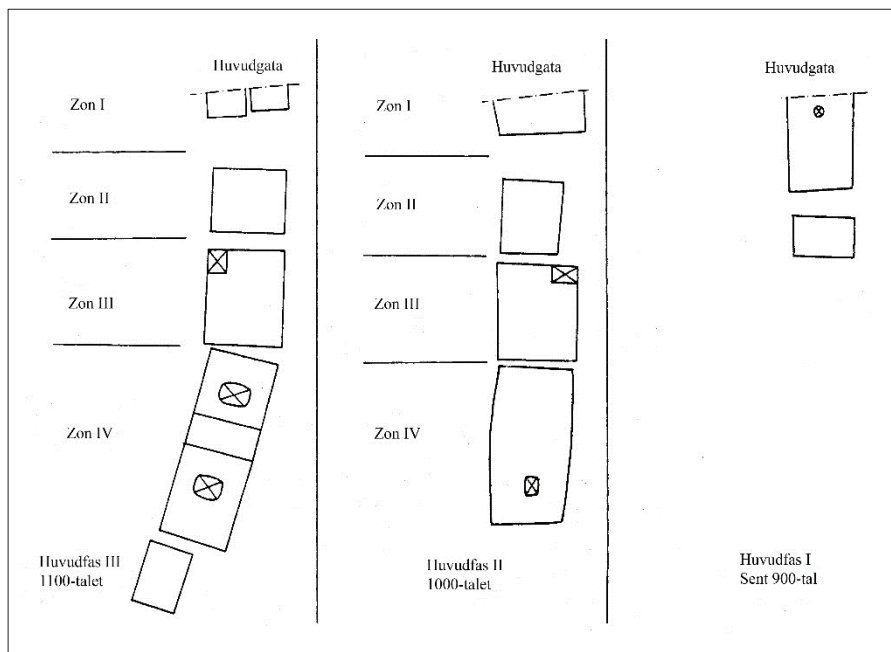 Huvudgata
Zon I
Zon II
Zon III
Zon IV
Huvudfas III
1100-talet
Huvudgata
Zon I
Zon II
Zon III
Zon IV
Huvudfas II
1000-talet
Huvudgata
Huvudfas I
Sent 900-tal